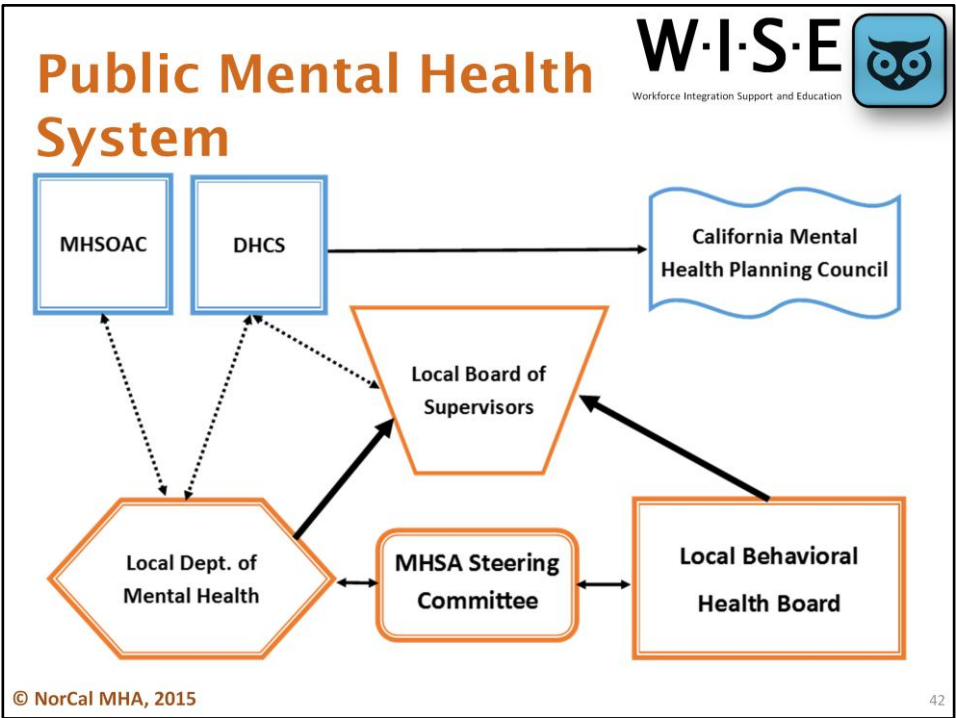 Public Mental Health
System
W·I·S·E
Workforce Integration Support and Education
MHSOAC
DHCS
California Mental
Health Planning Council
Local Board of
Supervisors
Local Dept. of
Mental Health
MHSA Steering
Committee
Local Behavioral
Health Board
© NorCal MHA, 2015
42